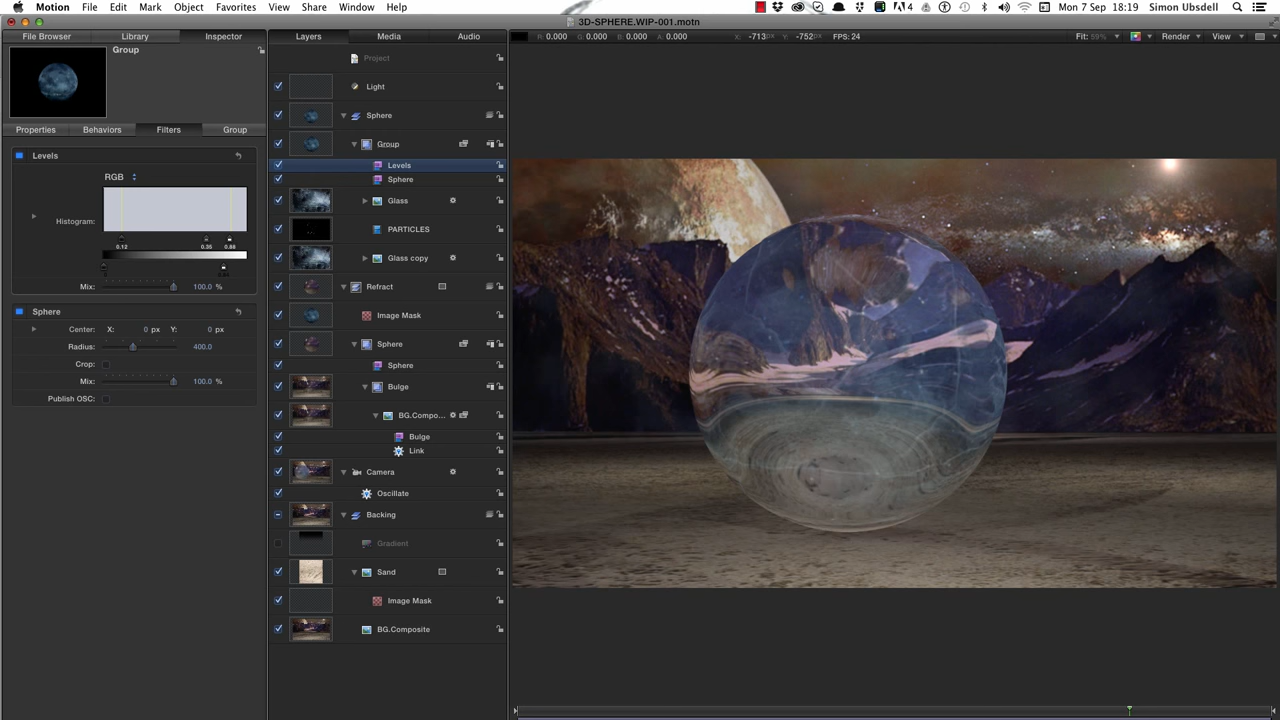 Motion File Edit Mark Object Favorites View Share Window Help 4 Mon 7 Sep 18:19 Simon Ubsdell
3D-SPHERE.WIP-001.motn
File Browser Library Inspector Layers Media Audio R: 0.000 G: 0.000 B: 0.000 A: 0.000 X: -713px Y: -752px FPS: 24 Fit: 59% Render View
Group
Project
Light
Sphere
Properties Behaviors Filters Group
Group
Levels
Levels
Sphere
RGB
Glass
Histogram:
PARTICLES
0.12 0.35 0.88
Glass copy
Mix: 100.0 %
Refract
Sphere
Image Mask
Center: X: 0 px Y: 0 px
Radius: 400.0
Sphere
Crop:
Sphere
Mix: 100.0 %
Bulge
Publish OSC:
BG.Compo...
Bulge
Link
Camera
Oscillate
Backing
Gradient
Sand
Image Mask
BG.Composite